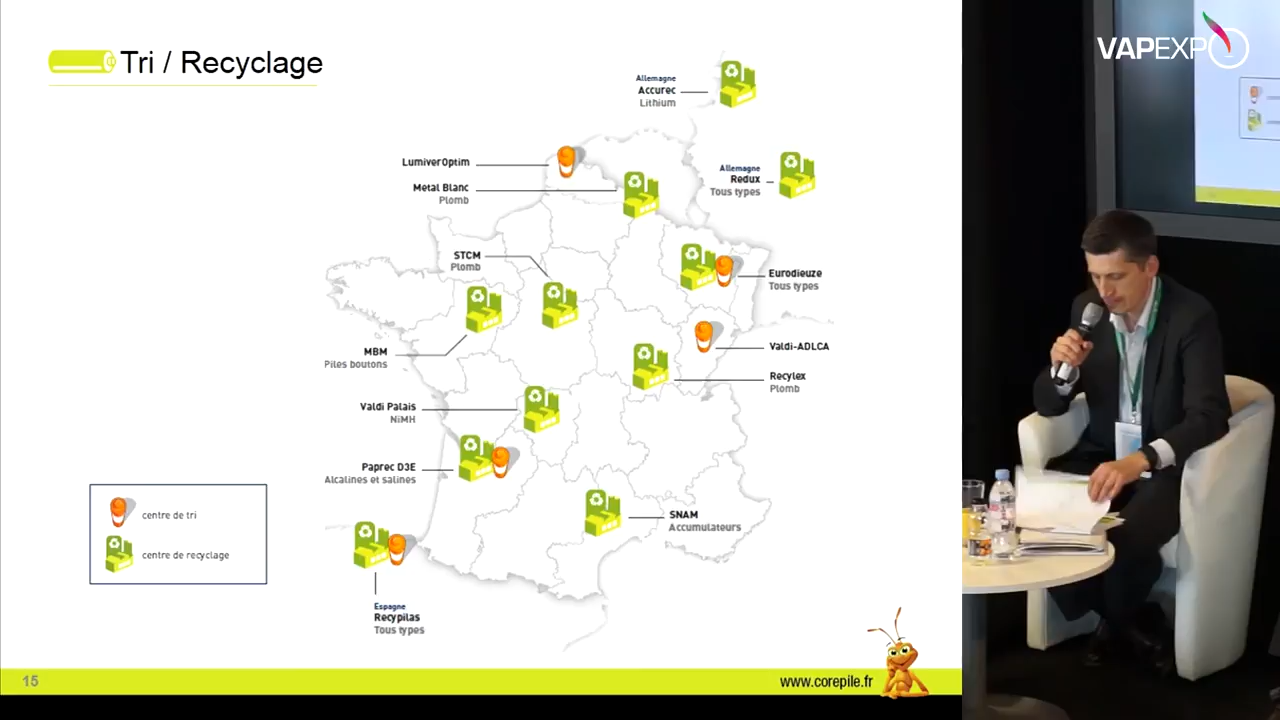 Tri / Recyclage
VAPEXPO
Allemagne
Accurec
Lithium
LumiverOptim
Metal Blanc
Plomb
Allemagne
Redux
Tous types
STCM
Plomb
Eurodieuze
Tous types
MBM
Piles boutons
Valdi-ADLCA
Recylex
Plomb
Valdi Palais
NiMH
Paprec D3E
Alcalines et salines
SNAM
Accumulateurs
centre de tri
centre de recyclage
Espagne
Recypilas
Tous types
15
www.corepile.fr